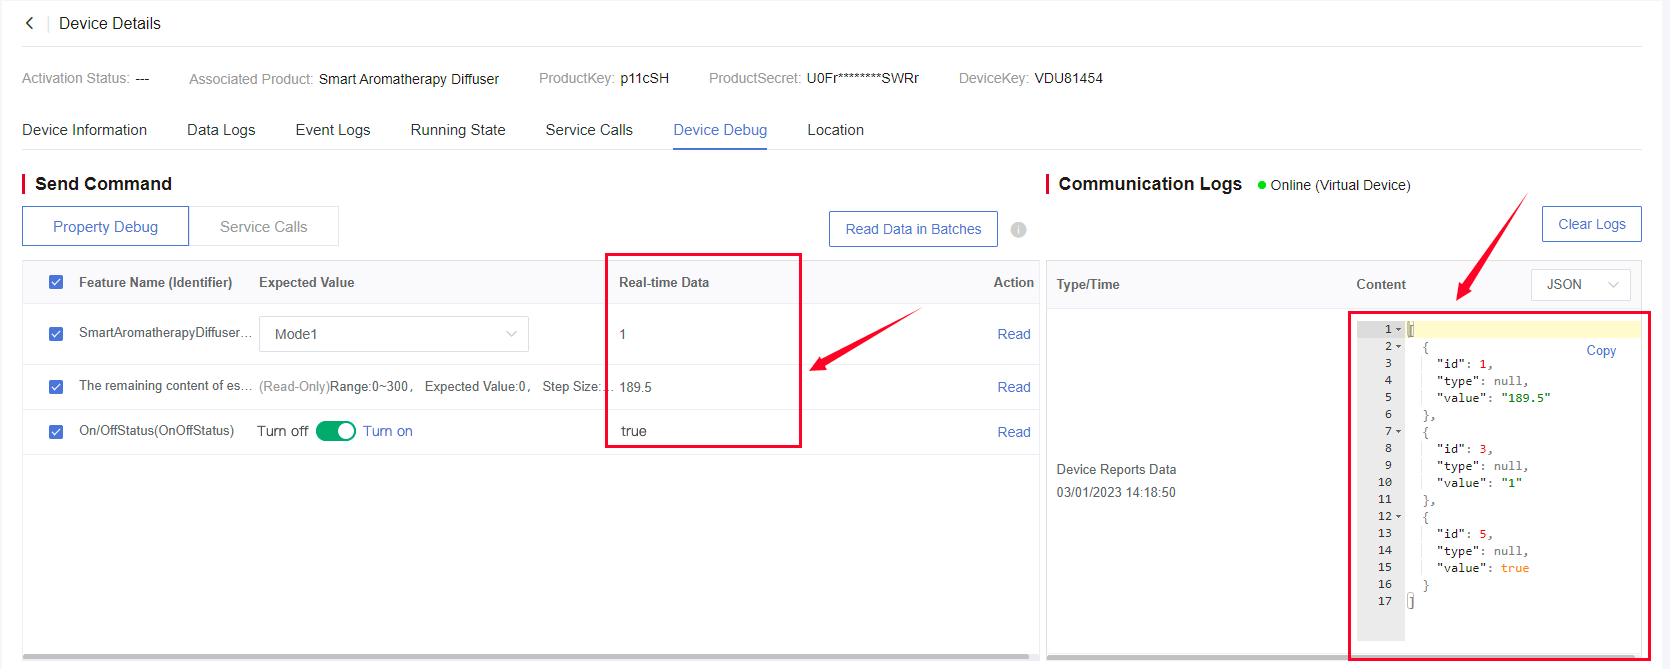 Device Details
Activation Status: --- Associated Product: Smart Aromatherapy Diffuser ProductKey: p11cSH ProductSecret: U0Fr********SWRr DeviceKey: VDU81454
Device Information Data Logs Event Logs Running State Service Calls Device Debug Location
Send Command
Property Debug Service Calls
Read Data in Batches
Feature Name (Identifier) Expected Value Real-time Data Action
SmartAromatherapyDiffuser... Mode1 1 Read
The remaining content of es... (Read-Only)Range:0~300, Expected Value:0, Step Size:... 189.5 Read
On/OffStatus(OnOffStatus) Turn off Turn on true Read
Communication Logs Online (Virtual Device)
Clear Logs
Type/Time Content JSON
Device Reports Data
03/01/2023 14:18:50
Copy
1 [
2 {
3 "id": 1,
4 "type": null,
5 "value": "189.5"
6 },
7 {
8 "id": 3,
9 "type": null,
10 "value": "1"
11 },
12 {
13 "id": 5,
14 "type": null,
15 "value": true
16 }
17 ]